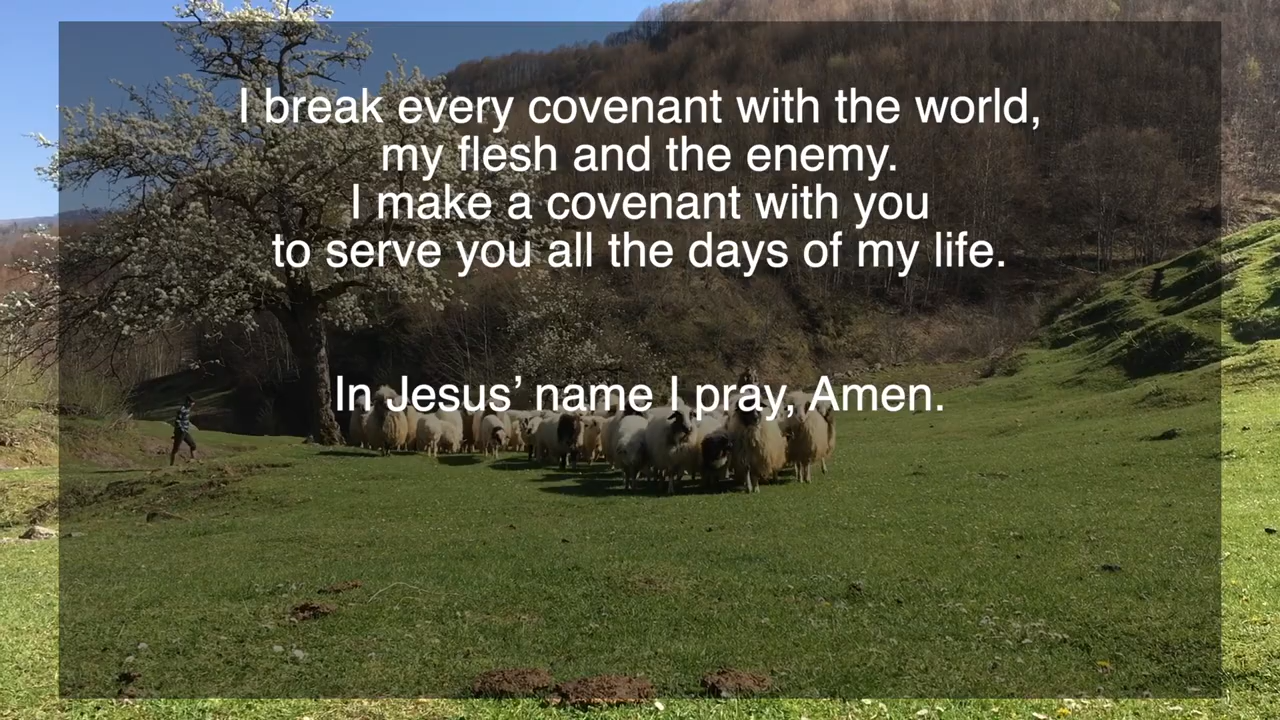 I break every covenant with the world,
my flesh and the enemy.
I make a covenant with you
to serve you all the days of my life.
In Jesus’ name I pray, Amen.